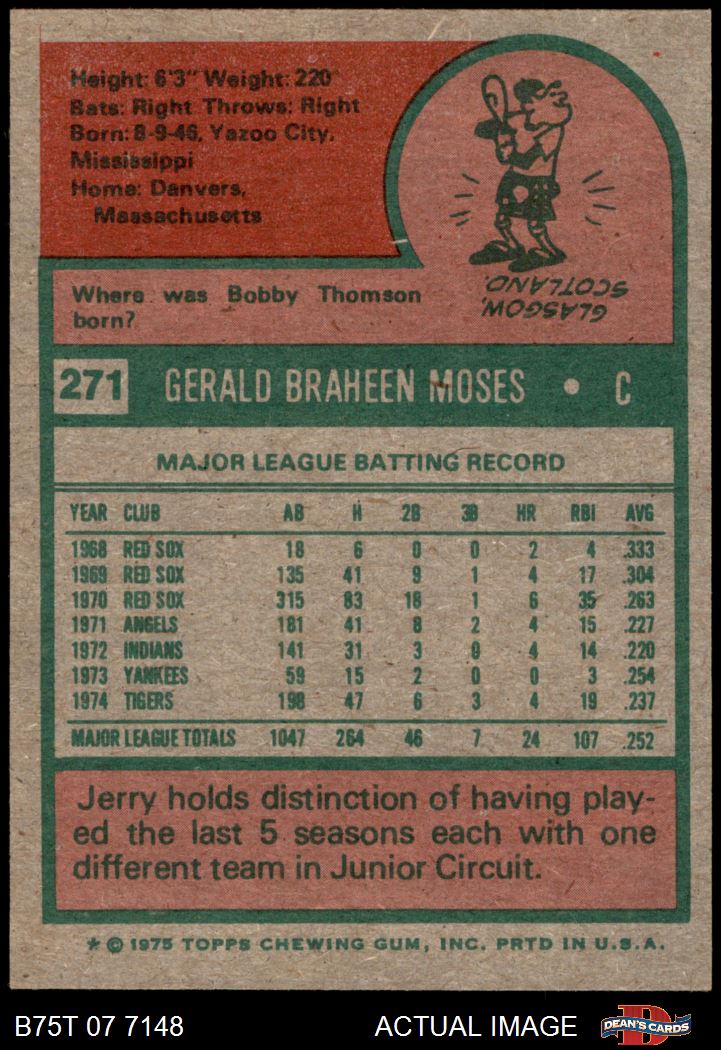 Height: 6'3" Weight: 220
Bats: Right Throws: Right
Born: 8-9-46, Yazoo City,
Mississippi
Home: Danvers,
Massachusetts
Where was Bobby Thomson
born?
GLASGOW,
SCOTLAND.
271 GERALD BRAHEEN MOSES • C
MAJOR LEAGUE BATTING RECORD
YEAR CLUB AB H 2B 3B HR RBI AVG
1968 RED SOX 18 6 0 0 2 4 .333
1969 RED SOX 135 41 9 1 4 17 .304
1970 RED SOX 315 83 18 1 6 35 .263
1971 ANGELS 181 41 8 2 4 15 .227
1972 INDIANS 141 31 3 0 4 14 .220
1973 YANKEES 59 15 2 0 0 3 .254
1974 TIGERS 198 47 6 3 4 19 .237
MAJOR LEAGUE TOTALS 1047 264 46 7 24 107 .252
Jerry holds distinction of having play-
ed the last 5 seasons each with one
different team in Junior Circuit.
* © 1975 TOPPS CHEWING GUM, INC. PRTD IN U.S.A.
B75T 07 7148 ACTUAL IMAGE D DEAN'S CARDS